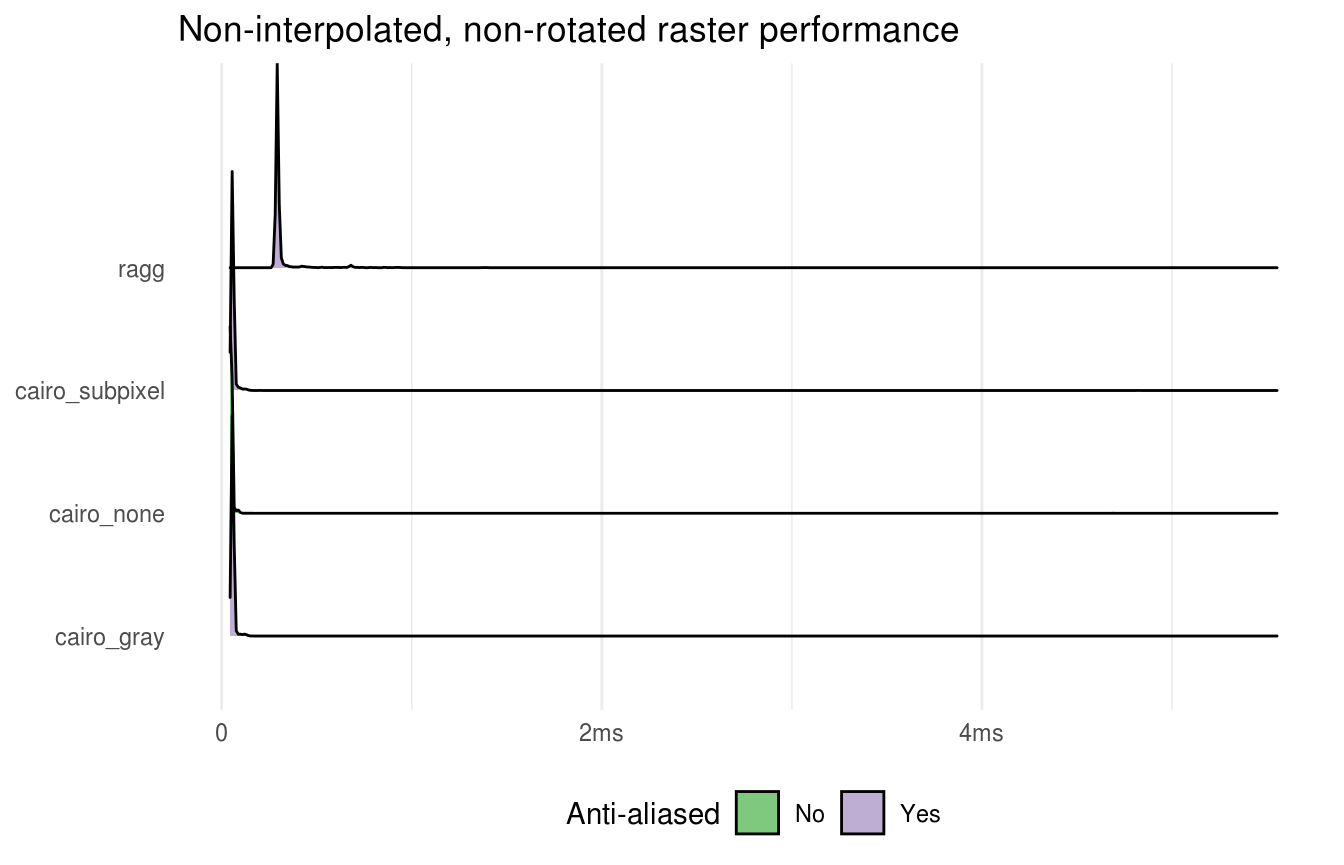 Non-interpolated, non-rotated raster performance
ragg
cairo_subpixel
cairo_none
cairo_gray
0 2ms 4ms
Anti-aliased No Yes